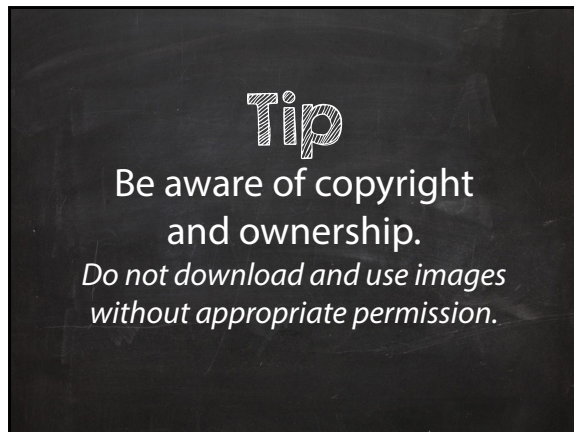 Tip
Be aware of copyright
and ownership.
Do not download and use images
without appropriate permission.